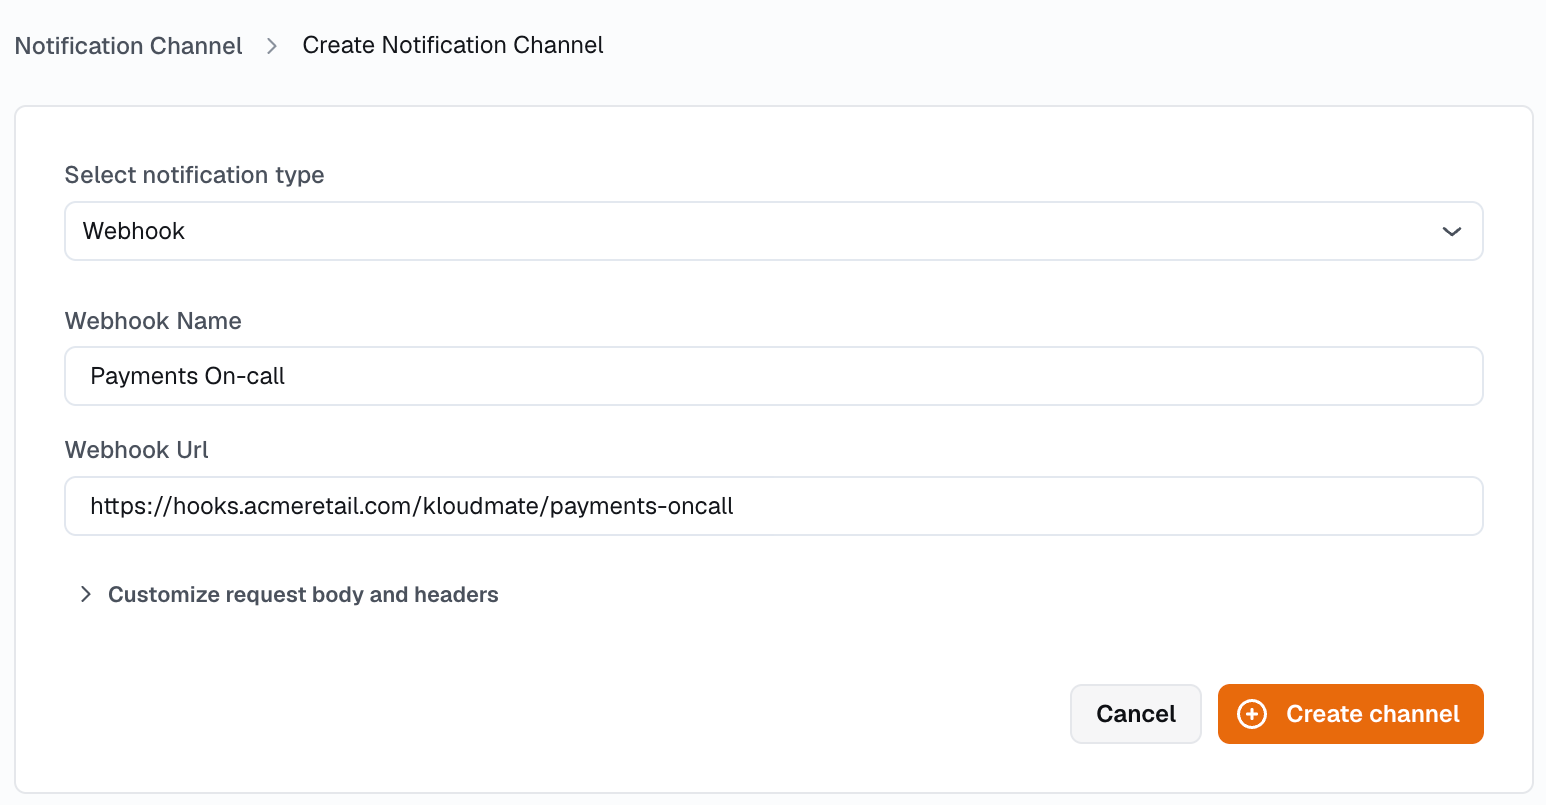 Notification Channel > Create Notification Channel
Select notification type
Webhook
Webhook Name
Payments On-call
Webhook Url
https://hooks.acmeretail.com/kloudmate/payments-oncall
Customize request body and headers
Cancel Create channel